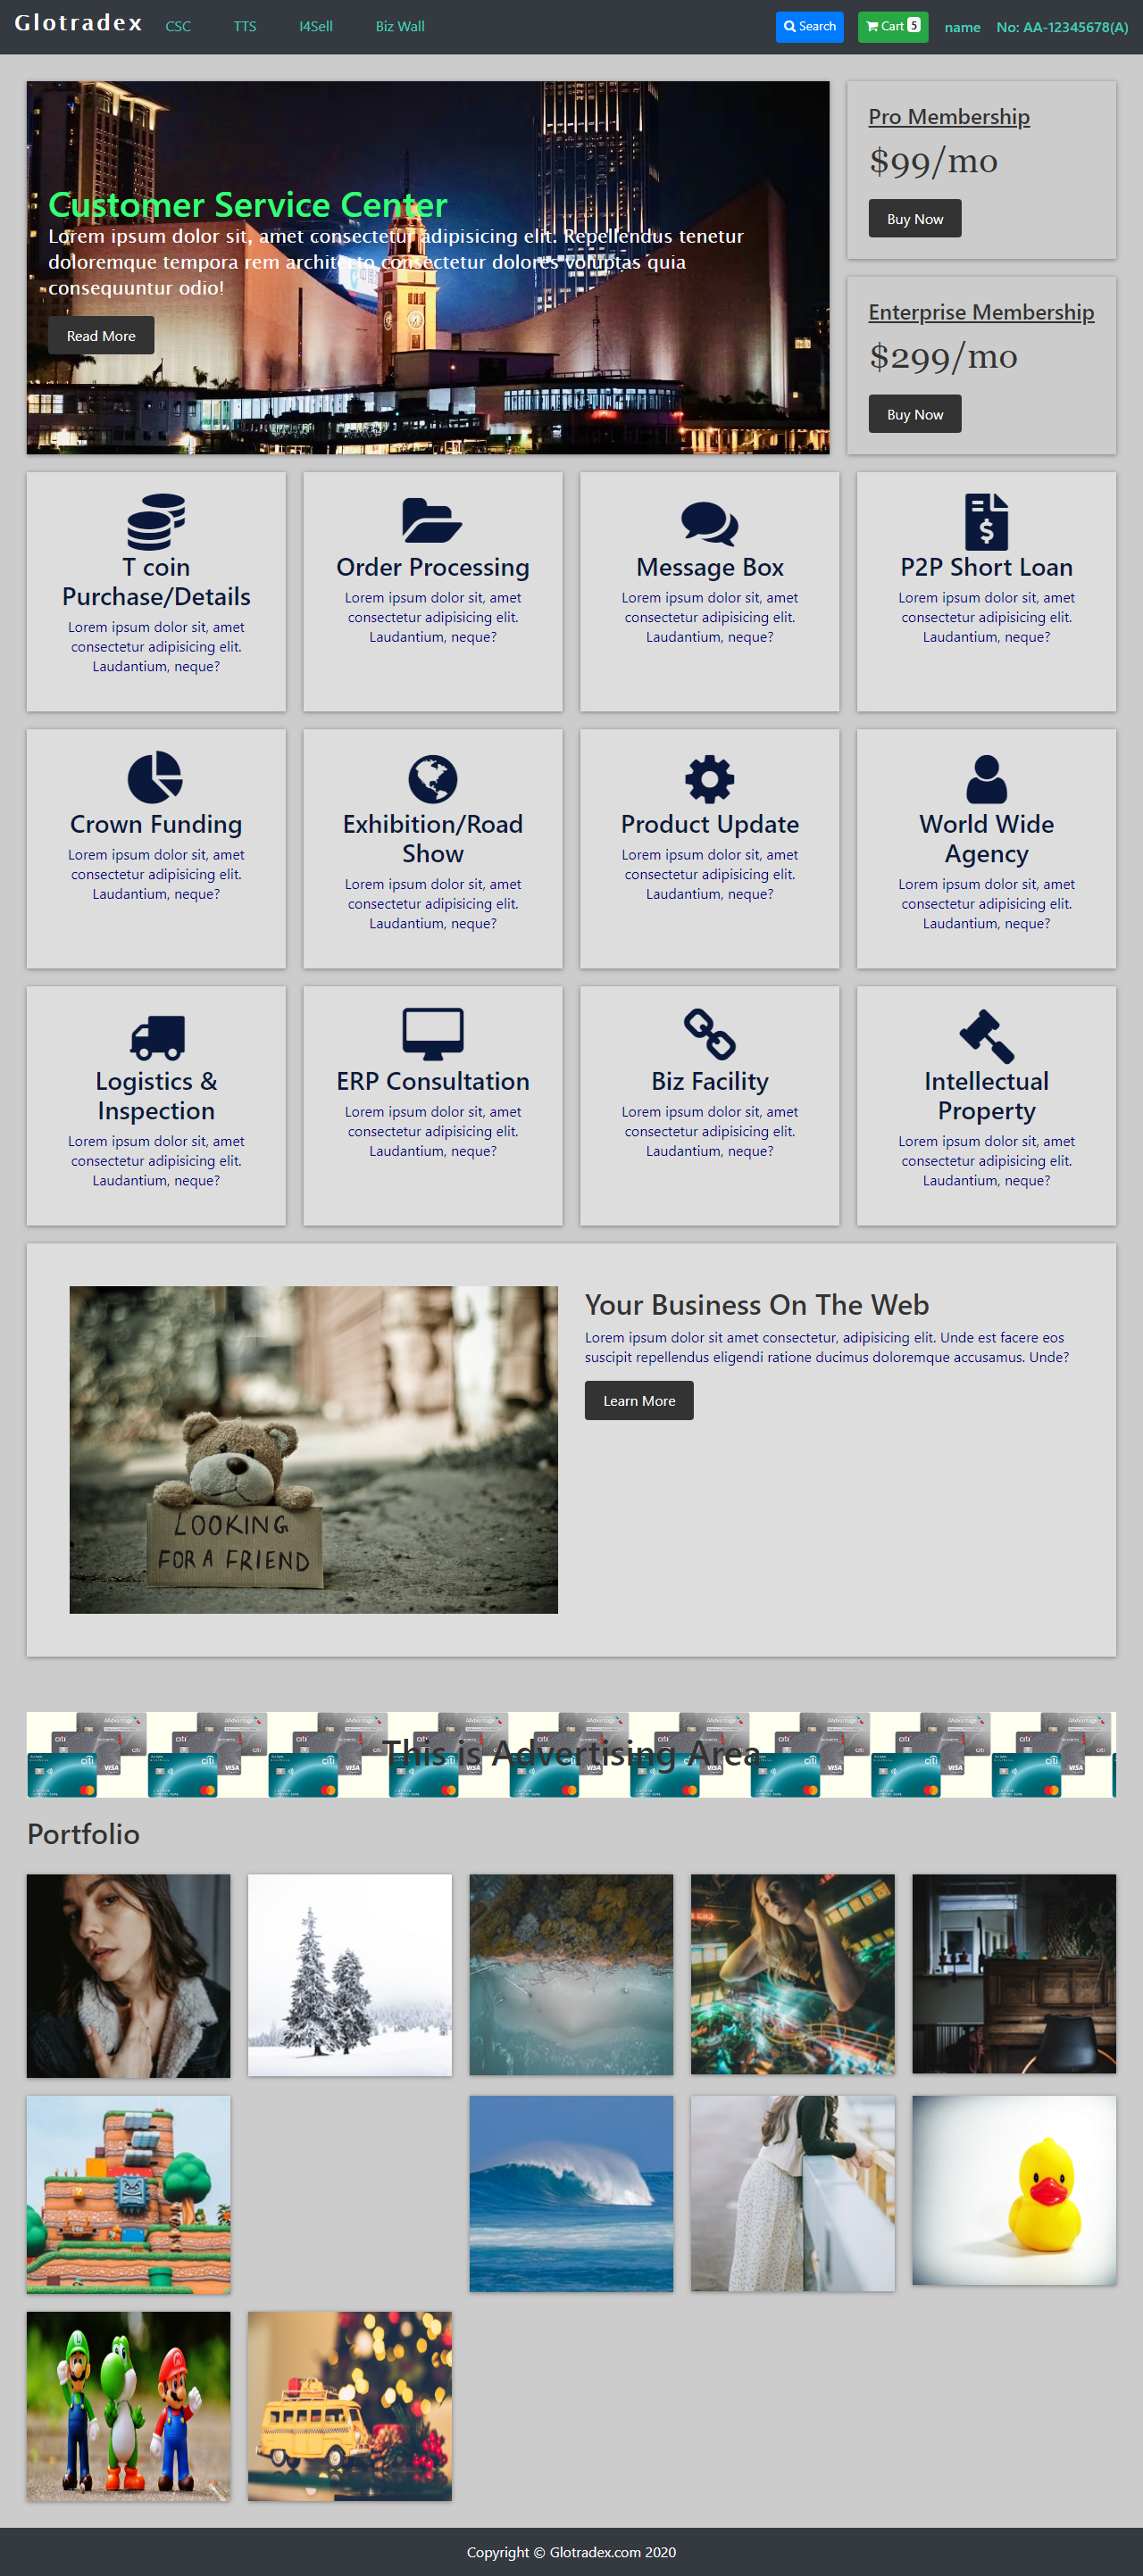 Glotradex CSC TTS I4Sell Biz Wall Search Cart 5 name No: AA-12345678(A)
Customer Service Center
Lorem ipsum dolor sit, amet consectetur adipisicing elit. Repellendus tenetur
doloremque tempora rem architecto consectetur dolores voluptas quia
consequuntur odio!
Read More
Pro Membership
$99/mo
Buy Now
Enterprise Membership
$299/mo
Buy Now
T coin
Purchase/Details
Lorem ipsum dolor sit, amet
consectetur adipisicing elit.
Laudantium, neque?
Order Processing
Lorem ipsum dolor sit, amet
consectetur adipisicing elit.
Laudantium, neque?
Message Box
Lorem ipsum dolor sit, amet
consectetur adipisicing elit.
Laudantium, neque?
P2P Short Loan
Lorem ipsum dolor sit, amet
consectetur adipisicing elit.
Laudantium, neque?
Crown Funding
Lorem ipsum dolor sit, amet
consectetur adipisicing elit.
Laudantium, neque?
Exhibition/Road
Show
Lorem ipsum dolor sit, amet
consectetur adipisicing elit.
Laudantium, neque?
Product Update
Lorem ipsum dolor sit, amet
consectetur adipisicing elit.
Laudantium, neque?
World Wide
Agency
Lorem ipsum dolor sit, amet
consectetur adipisicing elit.
Laudantium, neque?
Logistics &
Inspection
Lorem ipsum dolor sit, amet
consectetur adipisicing elit.
Laudantium, neque?
ERP Consultation
Lorem ipsum dolor sit, amet
consectetur adipisicing elit.
Laudantium, neque?
Biz Facility
Lorem ipsum dolor sit, amet
consectetur adipisicing elit.
Laudantium, neque?
Intellectual
Property
Lorem ipsum dolor sit, amet
consectetur adipisicing elit.
Laudantium, neque?
LOOKING
FOR A FRIEND
Your Business On The Web
Lorem ipsum dolor sit amet consectetur, adipisicing elit. Unde est facere eos
suscipit repellendus eligendi ratione ducimus doloremque accusamus. Unde?
Learn More
This is Advertising Area
Portfolio
Copyright © Glotradex.com 2020